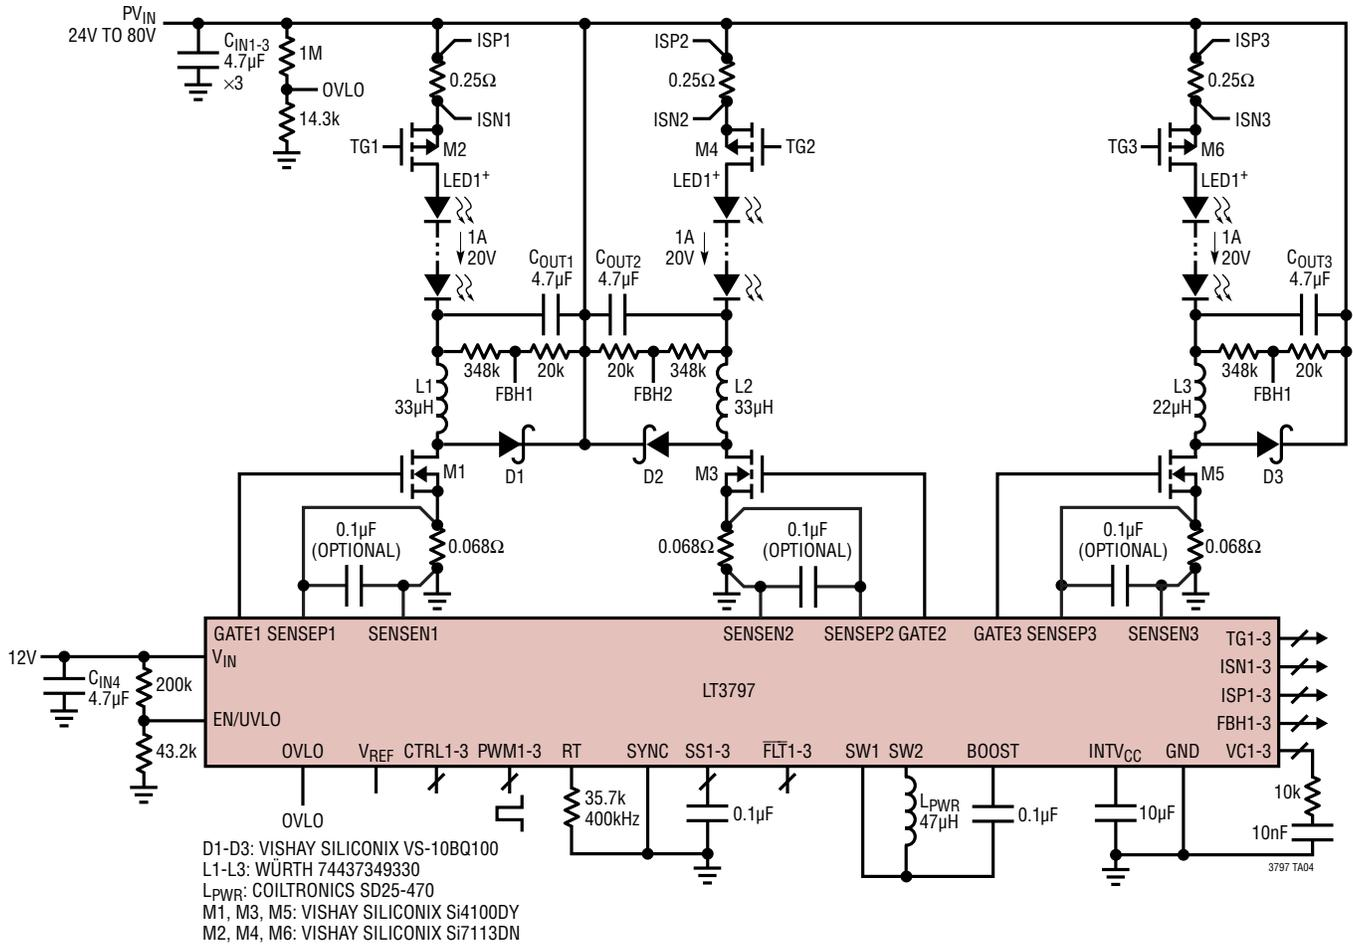 PVIN
24V TO 80V
CIN1-3
4.7µF
×3
1M
OVLO
14.3k
ISP1
0.25Ω
ISN1
TG1
M2
LED1+
1A
20V
COUT1
4.7µF
COUT2
4.7µF
ISP2
0.25Ω
ISN2
M4
TG2
LED1+
1A
20V
ISP3
0.25Ω
ISN3
TG3
M6
LED1+
1A
20V
COUT3
4.7µF
348k
20k
FBH1
20k
348k
FBH2
348k
20k
FBH1
L1
33µH
L2
33µH
L3
22µH
M1
D1
D2
M3
M5
D3
0.1µF
(OPTIONAL)
0.068Ω
0.068Ω
0.1µF
(OPTIONAL)
0.1µF
(OPTIONAL)
0.068Ω
GATE1 SENSEP1 SENSEN1 SENSEN2 SENSEP2 GATE2 GATE3 SENSEP3 SENSEN3
12V
VIN
CIN4
4.7µF
200k
EN/UVLO
43.2k
LT3797
TG1-3
ISN1-3
ISP1-3
FBH1-3
VC1-3
OVLO VREF CTRL1-3 PWM1-3 RT SYNC SS1-3 FLT1-3 SW1 SW2 BOOST INTVCC GND
OVLO
35.7k
400kHz
0.1µF
LPWR
47µH
0.1µF
10µF
10k
10nF
3797 TA04
D1-D3: VISHAY SILICONIX VS-10BQ100
L1-L3: WÜRTH 74437349330
LPWR: COILTRONICS SD25-470
M1, M3, M5: VISHAY SILICONIX Si4100DY
M2, M4, M6: VISHAY SILICONIX Si7113DN